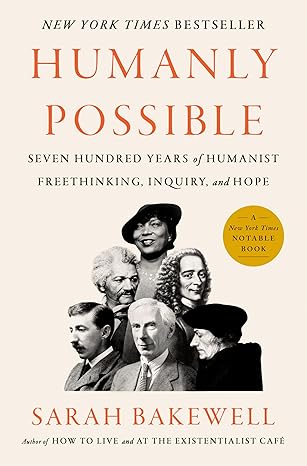 NEW YORK TIMES BESTSELLER
HUMANLY
POSSIBLE
SEVEN HUNDRED YEARS of HUMANIST
FREETHINKING, INQUIRY, and HOPE
A
New York Times
NOTABLE
BOOK
SARAH BAKEWELL
Author of HOW TO LIVE and AT THE EXISTENTIALIST CAFÉ